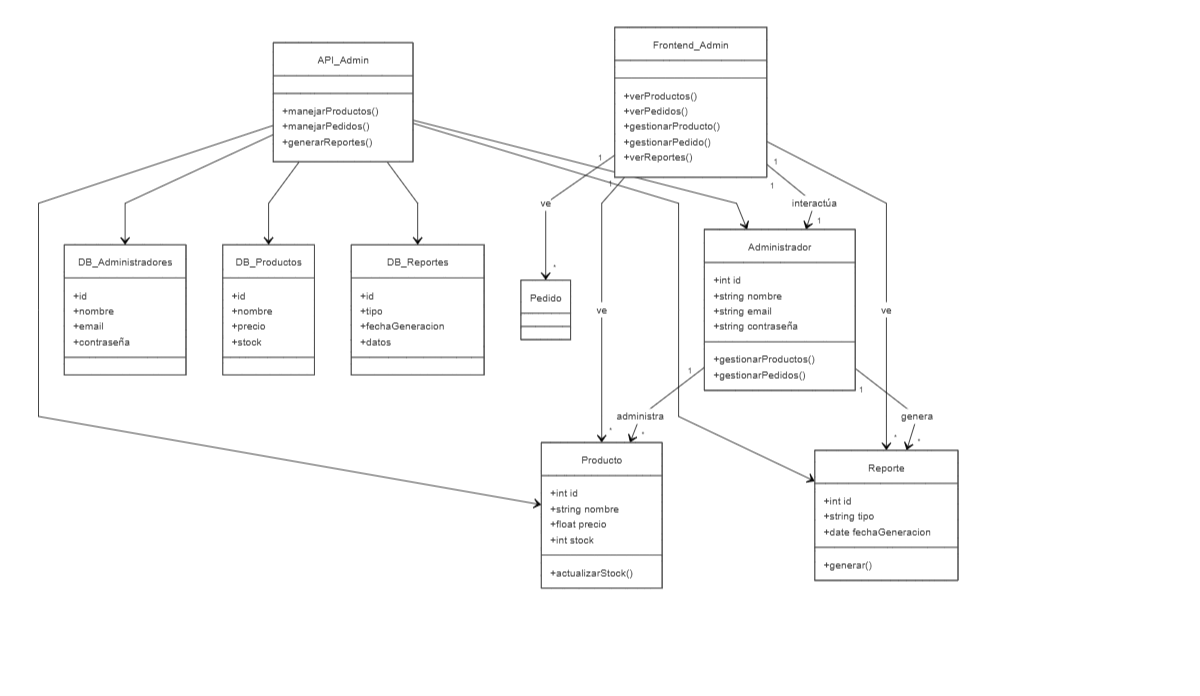 API_Admin
+manejarProductos()
+manejarPedidos()
+generarReportes()
Frontend_Admin
+verProductos()
+verPedidos()
+gestionarProducto()
+gestionarPedido()
+verReportes()
1
1
1
1
ve
interactúa
1
DB_Administradores
+id
+nombre
+email
+contraseña
DB_Productos
+id
+nombre
+precio
+stock
DB_Reportes
+id
+tipo
+fechaGeneracion
+datos
*
Pedido
Administrador
+int id
+string nombre
+string email
+string contraseña
+gestionarProductos()
+gestionarPedidos()
ve
ve
1
1
administra
genera
*
*
*
*
Producto
+int id
+string nombre
+float precio
+int stock
+actualizarStock()
Reporte
+int id
+string tipo
+date fechaGeneracion
+generar()